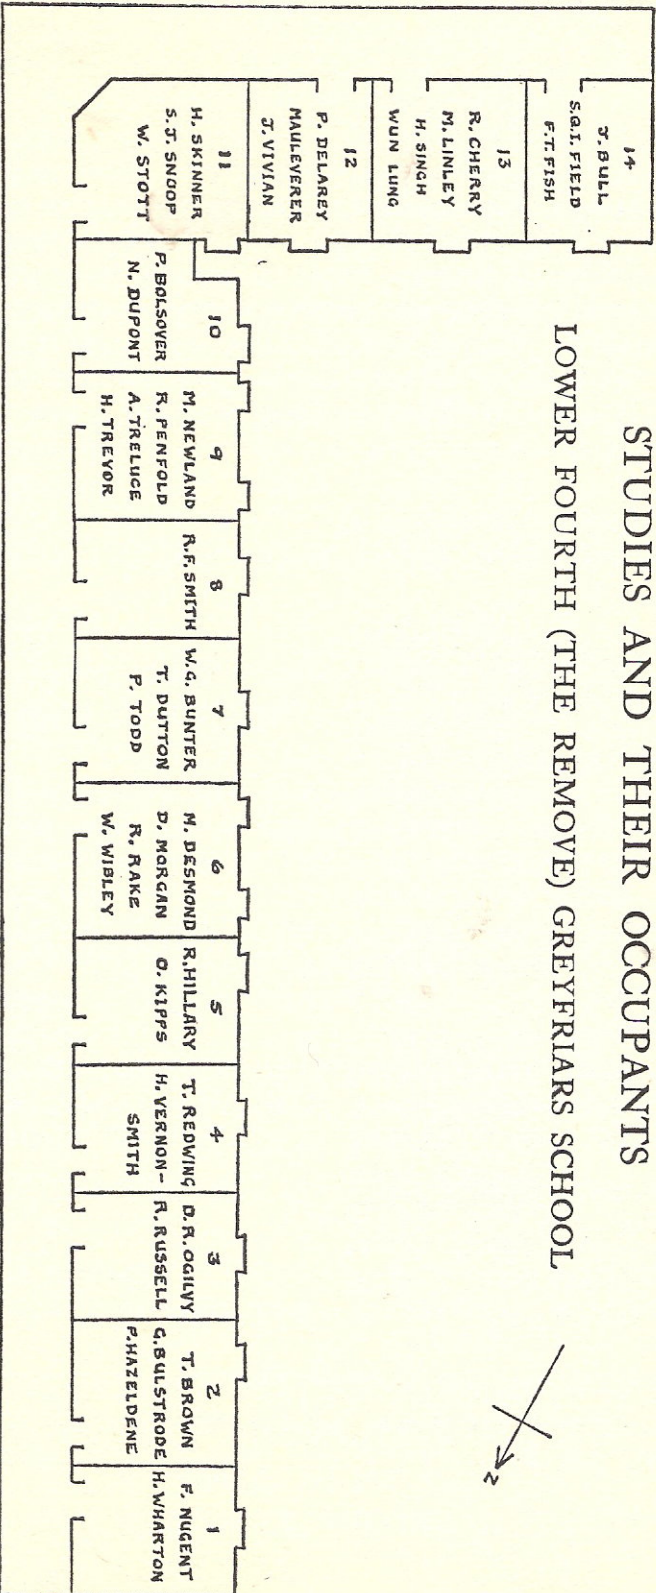 STUDIES AND THEIR OCCUPANTS
LOWER FOURTH (THE REMOVE) GREYFRIARS SCHOOL
14
J. BULL
S.Q.I. FIELD
F.T. FISH
13
R. CHERRY
M. LINLEY
H. SINGH
WUN LUNG
12
P. DELAREY
MAULEVERER
J. VIVIAN
11
H. SKINNER
S.J. SNOOP
W. STOTT
10
P. BOLSOVER
N. DUPONT
9
M. NEWLAND
R. PENFOLD
A. TRELUCE
H. TREVOR
8
R.F. SMITH
7
W.G. BUNTER
T. DUTTON
P. TODD
6
M. DESMOND
D. MORGAN
R. RAKE
W. WIBLEY
5
R. HILLARY
O. KIPPS
4
T. REDWING
H. VERNON-
SMITH
3
D.R. OGILVY
R. RUSSELL
2
T. BROWN
G. BULSTRODE
P. HAZELDENE
1
F. NUGENT
H. WHARTON
N